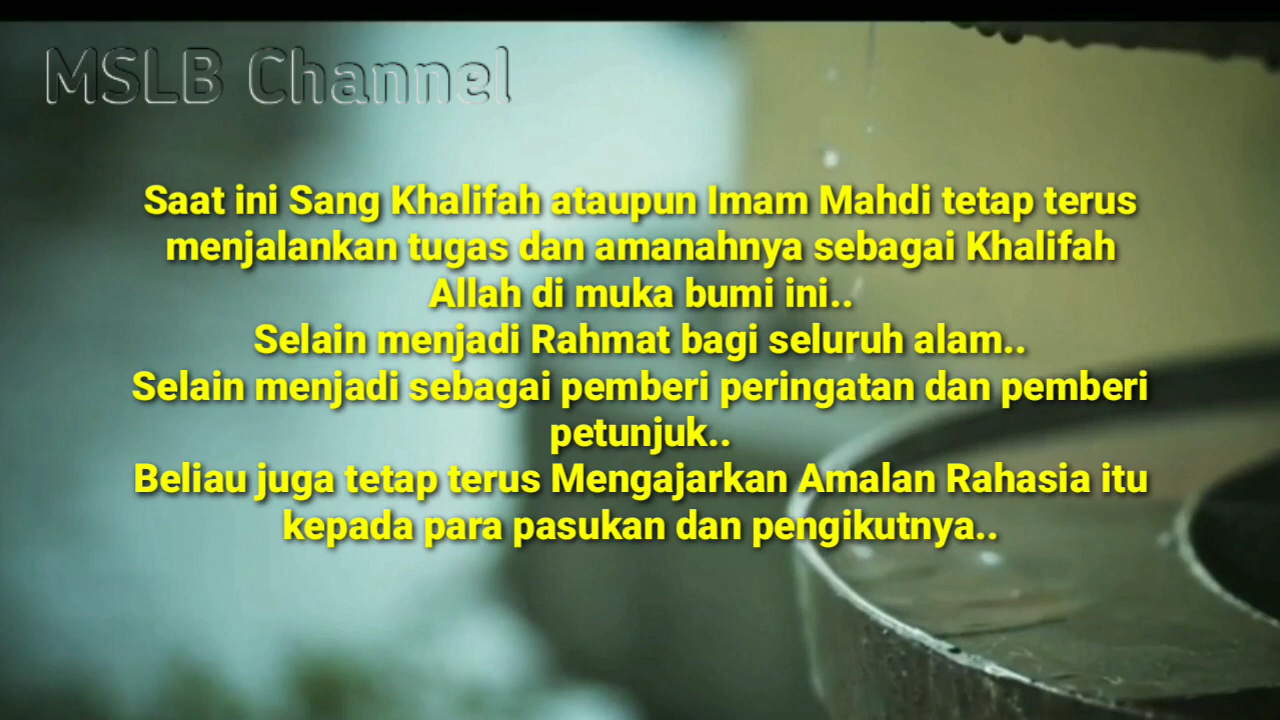 MSLB Channel
Saat ini Sang Khalifah ataupun Imam Mahdi tetap terus
menjalankan tugas dan amanahnya sebagai Khalifah
Allah di muka bumi ini..
Selain menjadi Rahmat bagi seluruh alam..
Selain menjadi sebagai pemberi peringatan dan pemberi
petunjuk..
Beliau juga tetap terus Mengajarkan Amalan Rahasia itu
kepada para pasukan dan pengikutnya..